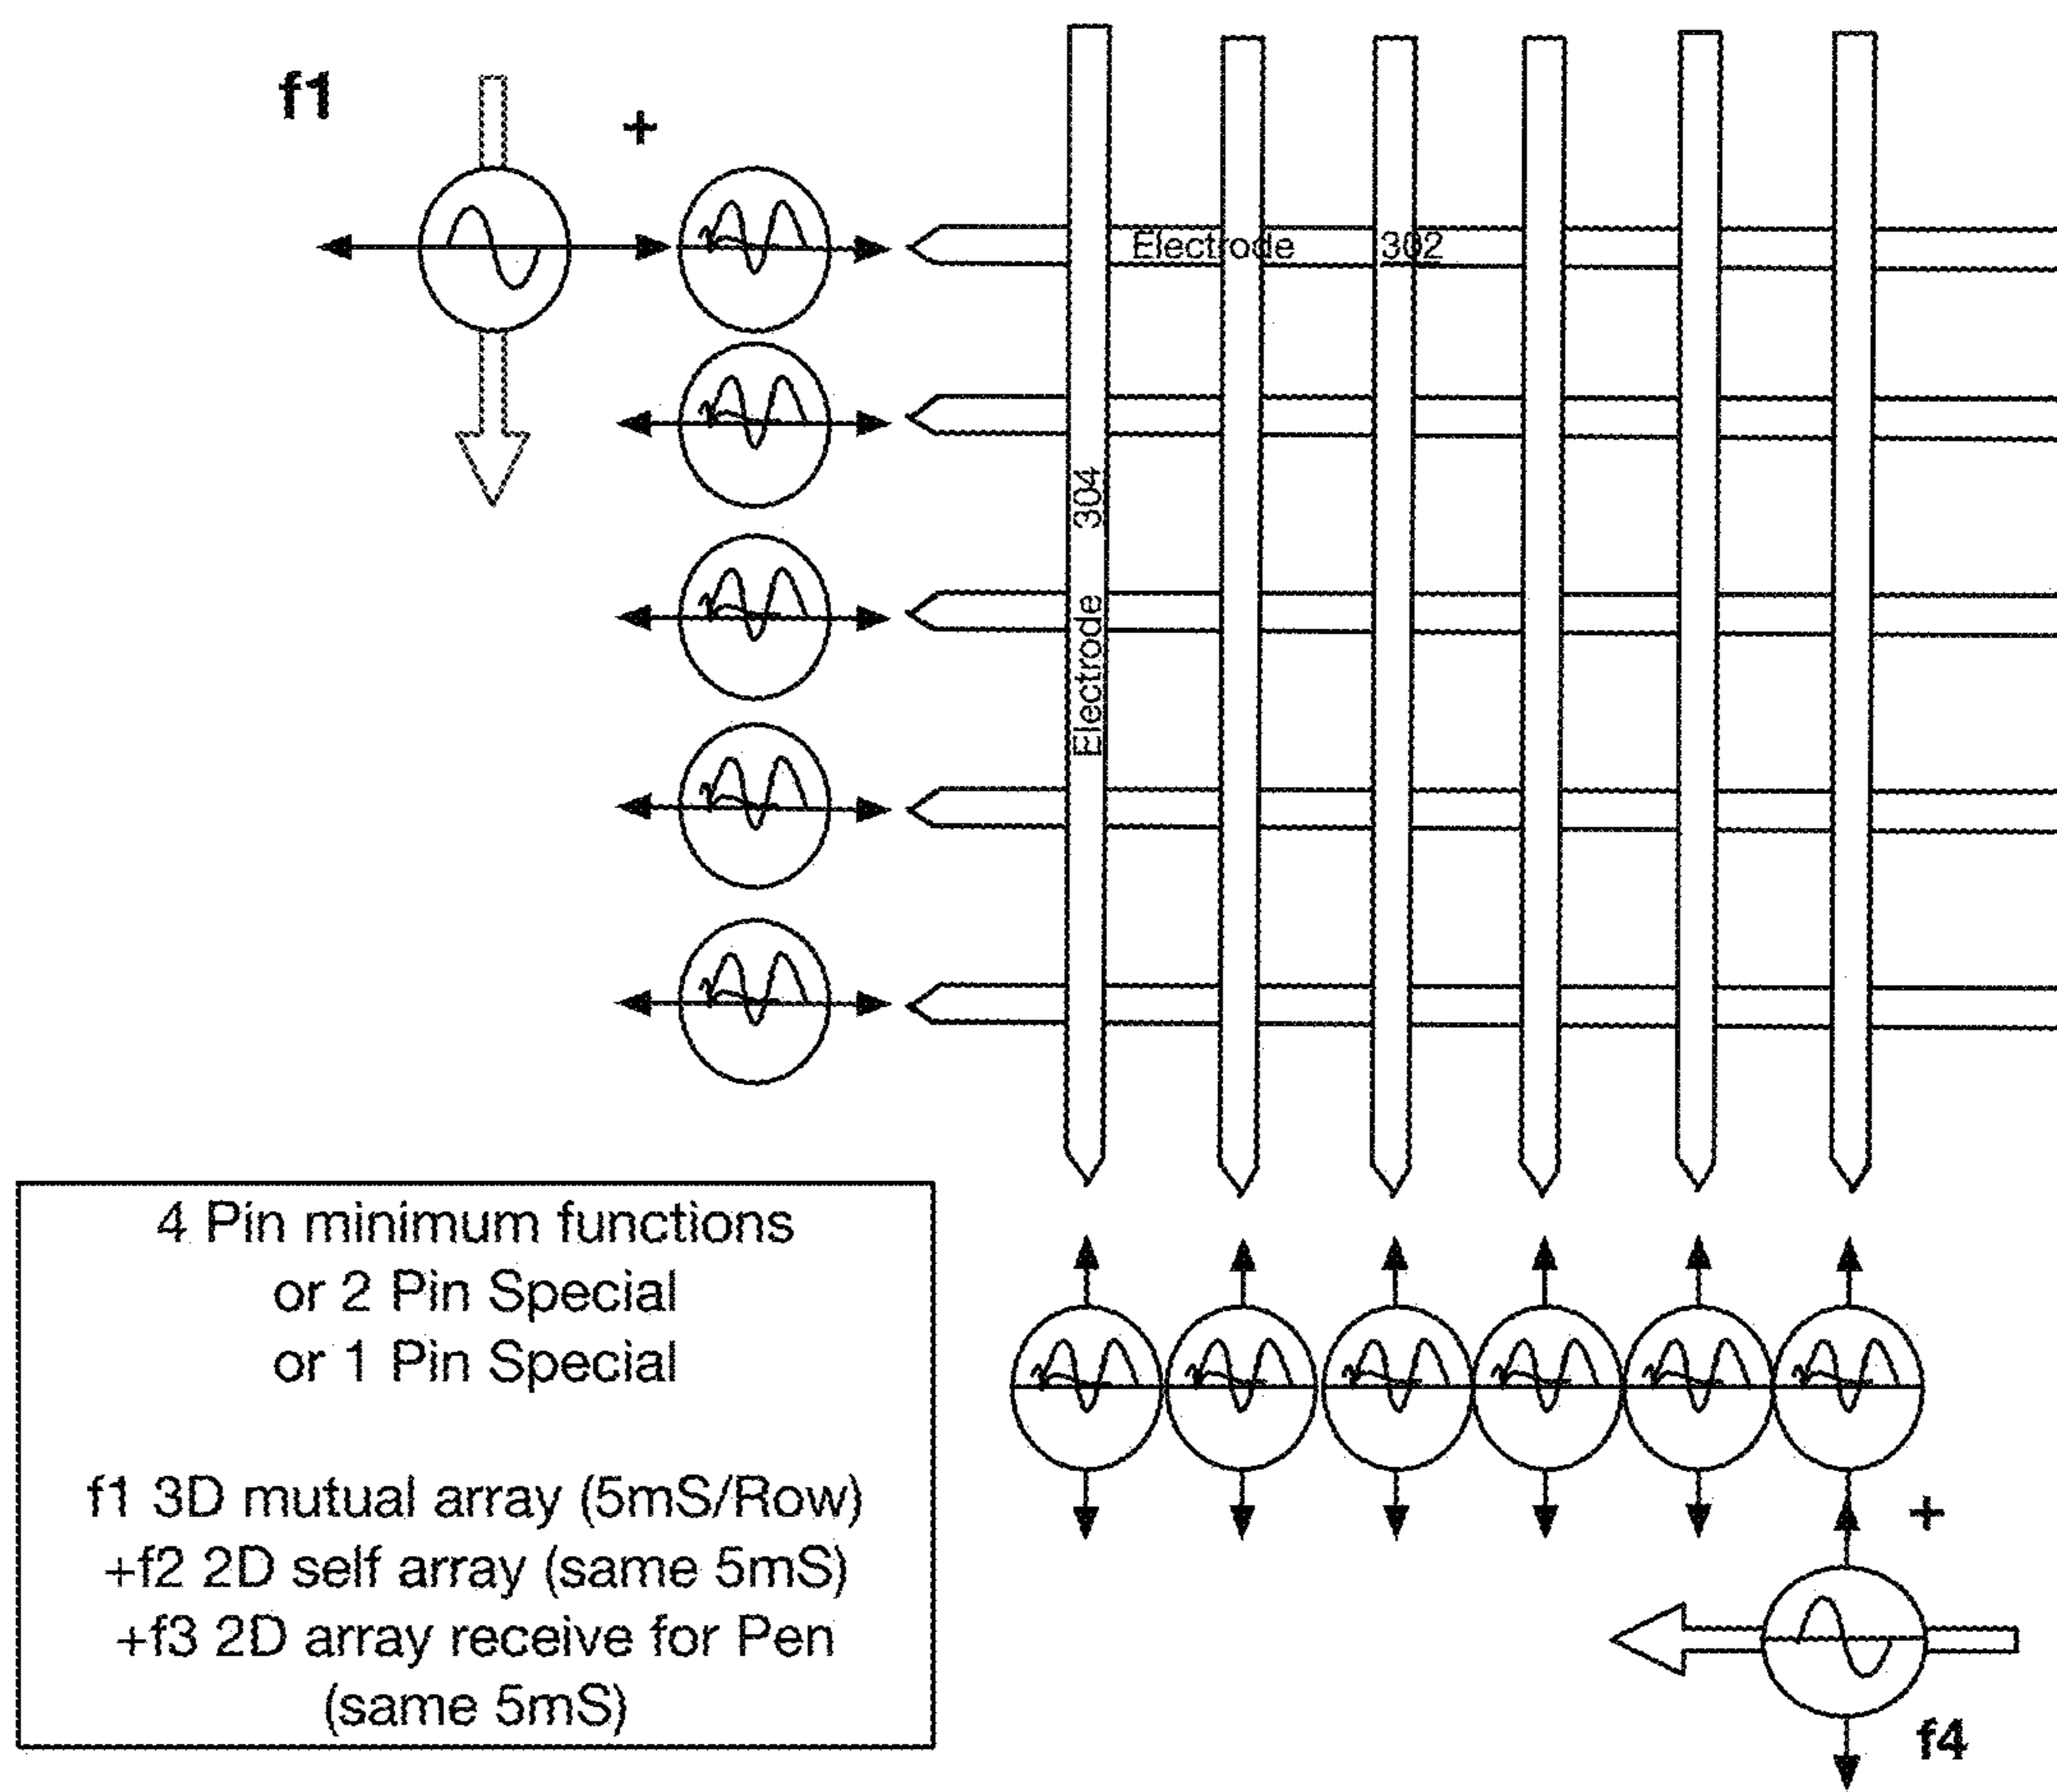 f1
+
Electrode 302
Electrode 304
4 Pin minimum functions
or 2 Pin Special
or 1 Pin Special
f1 3D mutual array (5mS/Row)
+f2 2D self array (same 5mS)
+f3 2D array receive for Pen
(same 5mS)
+
f4